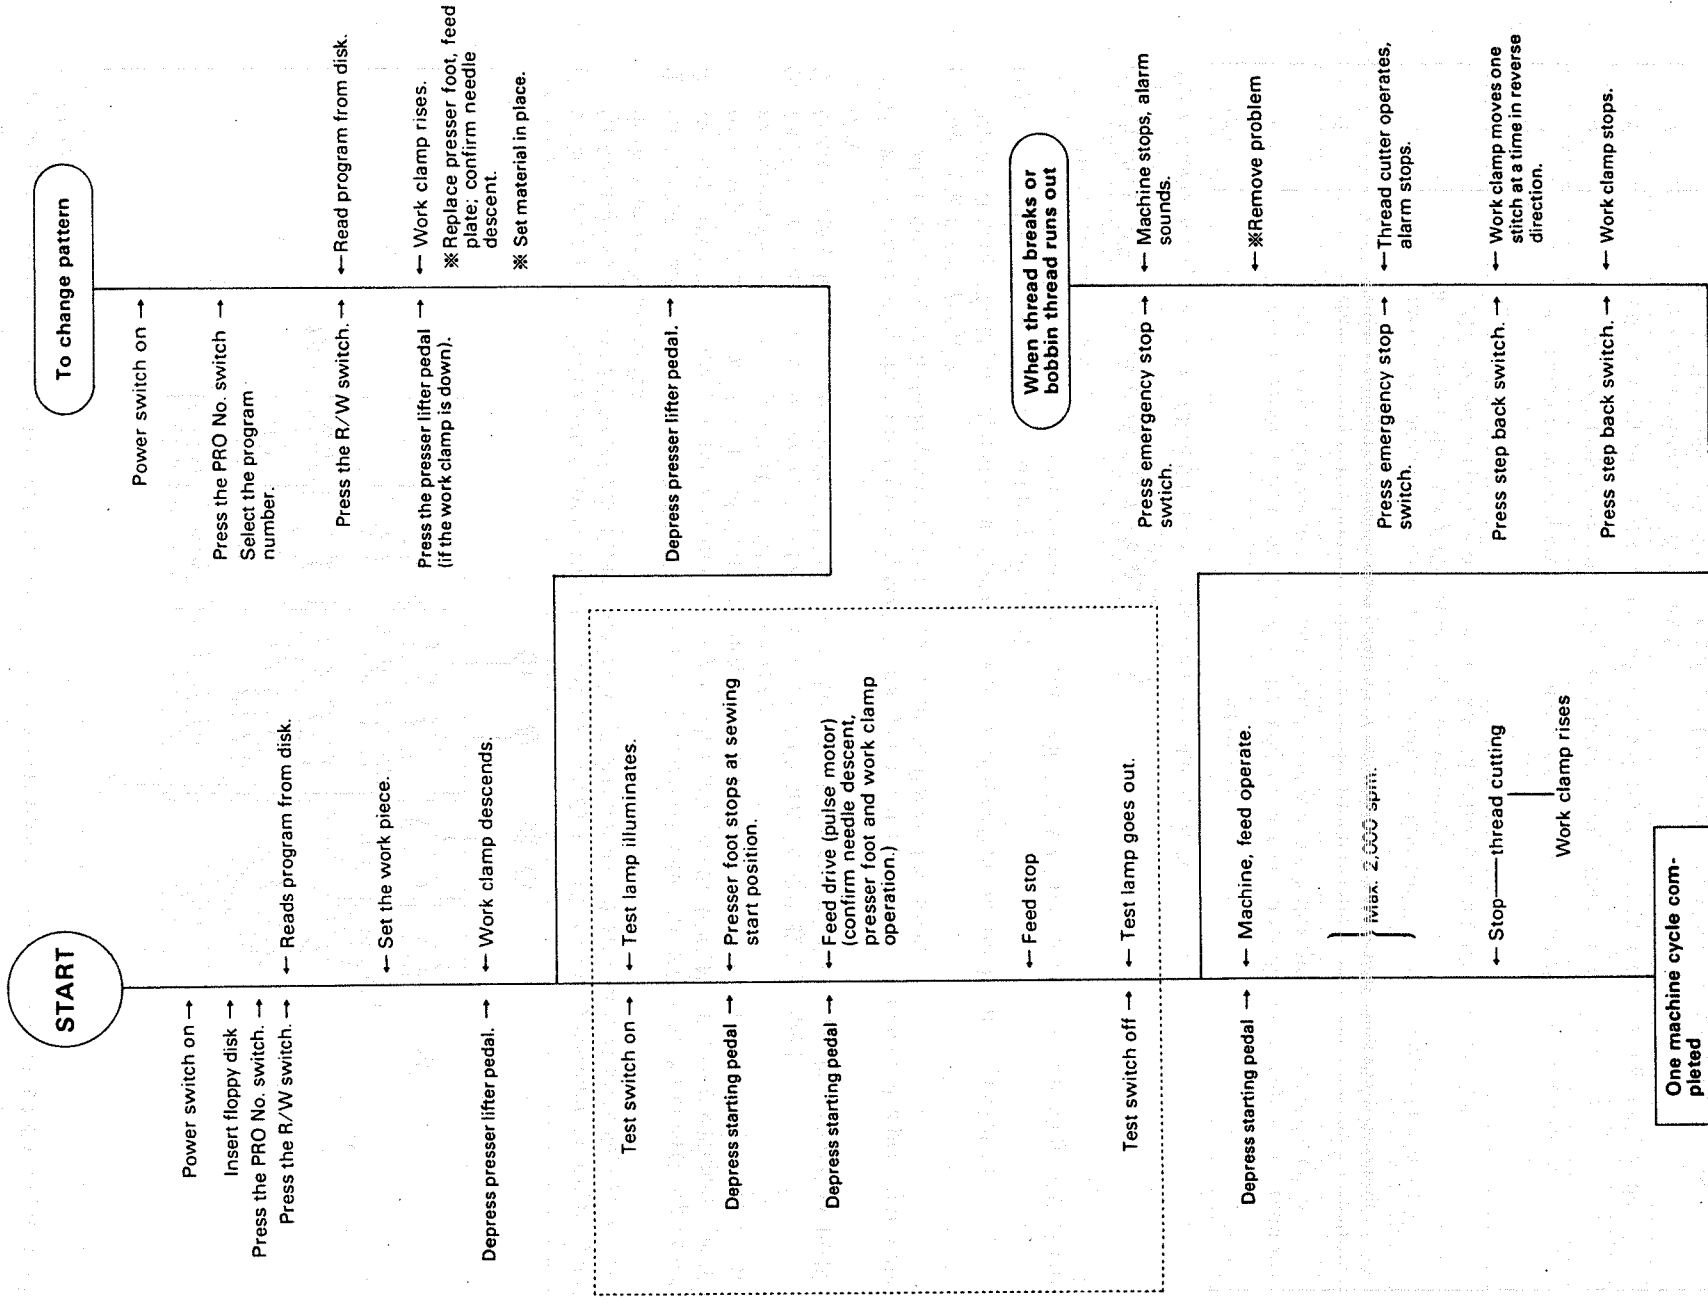 START
Power switch on →
Insert floppy disk →
Press the PRO No. switch. →
Press the R/W switch. →
← Reads program from disk.
← Set the work piece.
Depress presser lifter pedal. →
← Work clamp descends.
Test switch on →
← Test lamp illuminates.
Depress starting pedal →
← Presser foot stops at sewing
start position.
Depress starting pedal →
← Feed drive (pulse motor)
(confirm needle descent,
presser foot and work clamp
operation.)
← Feed stop
Test switch off →
← Test lamp goes out.
Depress starting pedal →
← Machine, feed operate.
Max. 2,000 spm.
← Stop——thread cutting
Work clamp rises
One machine cycle com-
pleted
To change pattern
Power switch on →
Press the PRO No. switch →
Select the program
number.
Press the R/W switch. →
← Read program from disk.
Press the presser lifter pedal →
(if the work clamp is down).
← Work clamp rises.
※ Replace presser foot, feed
plate; confirm needle
descent.
※ Set material in place.
Depress presser lifter pedal. →
When thread breaks or
bobbin thread runs out
Press emergency stop →
swtich.
← Machine stops, alarm
sounds.
← ※Remove problem
Press emergency stop →
switch.
← Thread cutter operates,
alarm stops.
Press step back switch. →
← Work clamp moves one
stitch at a time in reverse
direction.
Press step back switch. →
← Work clamp stops.